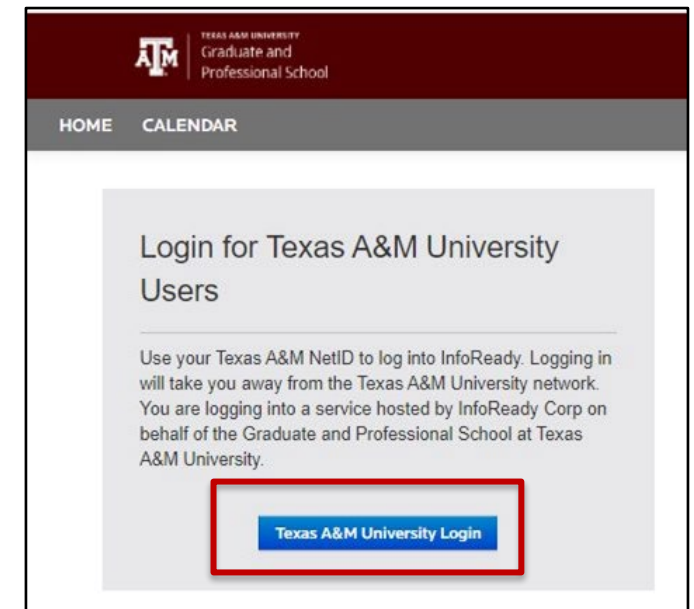 TEXAS A&M UNIVERSITY
Graduate and
Professional School
HOME CALENDAR
Login for Texas A&M University
Users
Use your Texas A&M NetID to log into InfoReady. Logging in
will take you away from the Texas A&M University network.
You are logging into a service hosted by InfoReady Corp on
behalf of the Graduate and Professional School at Texas
A&M University.
Texas A&M University Login